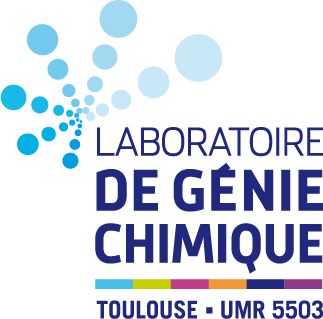 LABORATOIRE
DE GÉNIE
CHIMIQUE
TOULOUSE ▪ UMR 5503